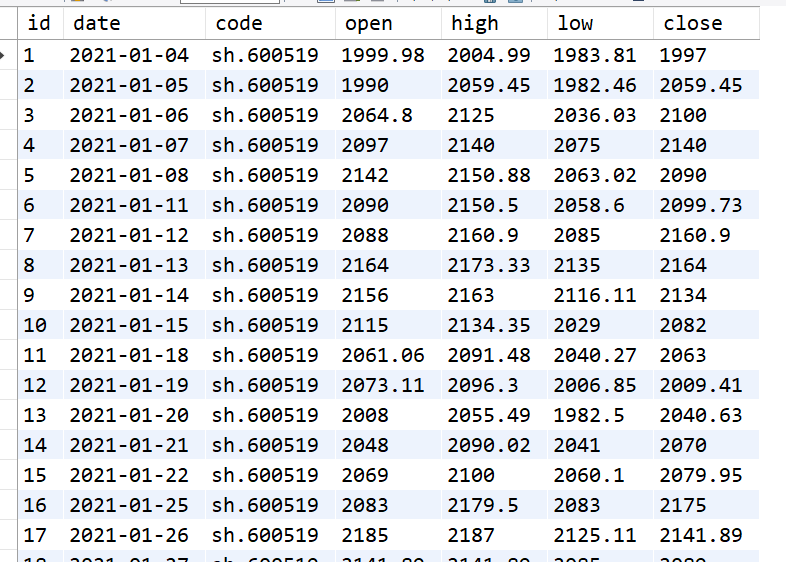 id date code open high low close
1 2021-01-04 sh.600519 1999.98 2004.99 1983.81 1997
2 2021-01-05 sh.600519 1990 2059.45 1982.46 2059.45
3 2021-01-06 sh.600519 2064.8 2125 2036.03 2100
4 2021-01-07 sh.600519 2097 2140 2075 2140
5 2021-01-08 sh.600519 2142 2150.88 2063.02 2090
6 2021-01-11 sh.600519 2090 2150.5 2058.6 2099.73
7 2021-01-12 sh.600519 2088 2160.9 2085 2160.9
8 2021-01-13 sh.600519 2164 2173.33 2135 2164
9 2021-01-14 sh.600519 2156 2163 2116.11 2134
10 2021-01-15 sh.600519 2115 2134.35 2029 2082
11 2021-01-18 sh.600519 2061.06 2091.48 2040.27 2063
12 2021-01-19 sh.600519 2073.11 2096.3 2006.85 2009.41
13 2021-01-20 sh.600519 2008 2055.49 1982.5 2040.63
14 2021-01-21 sh.600519 2048 2090.02 2041 2070
15 2021-01-22 sh.600519 2069 2100 2060.1 2079.95
16 2021-01-25 sh.600519 2083 2179.5 2083 2175
17 2021-01-26 sh.600519 2185 2187 2125.11 2141.89